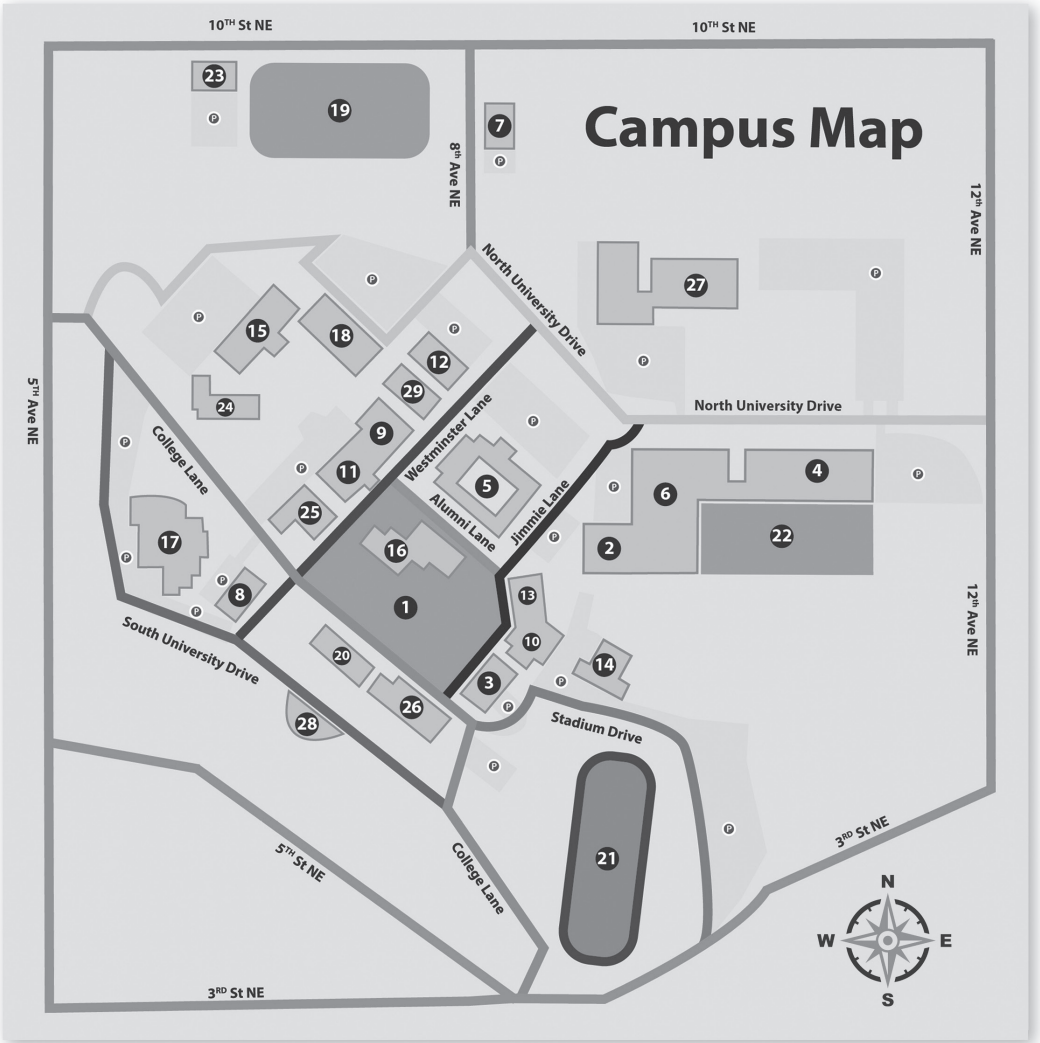 10TH St NE
10TH St NE
23
P
19
7
P
Campus Map
8th Ave NE
12th Ave NE
North University Drive
P
27
P
P
15
18
P
12
P
29
24
5TH Ave NE
North University Drive
Westminster Lane
P
9
College Lane
P
11
P
5
Alumni Lane
Jimmie Lane
P
6
4
P
25
P
22
17
P
16
2
P
8
P
1
13
10
12th Ave NE
South University Drive
20
14
3
P
26
P
28
Stadium Drive
P
P
21
5TH St NE
College Lane
3RD St NE
N
W
E
S
3RD St NE